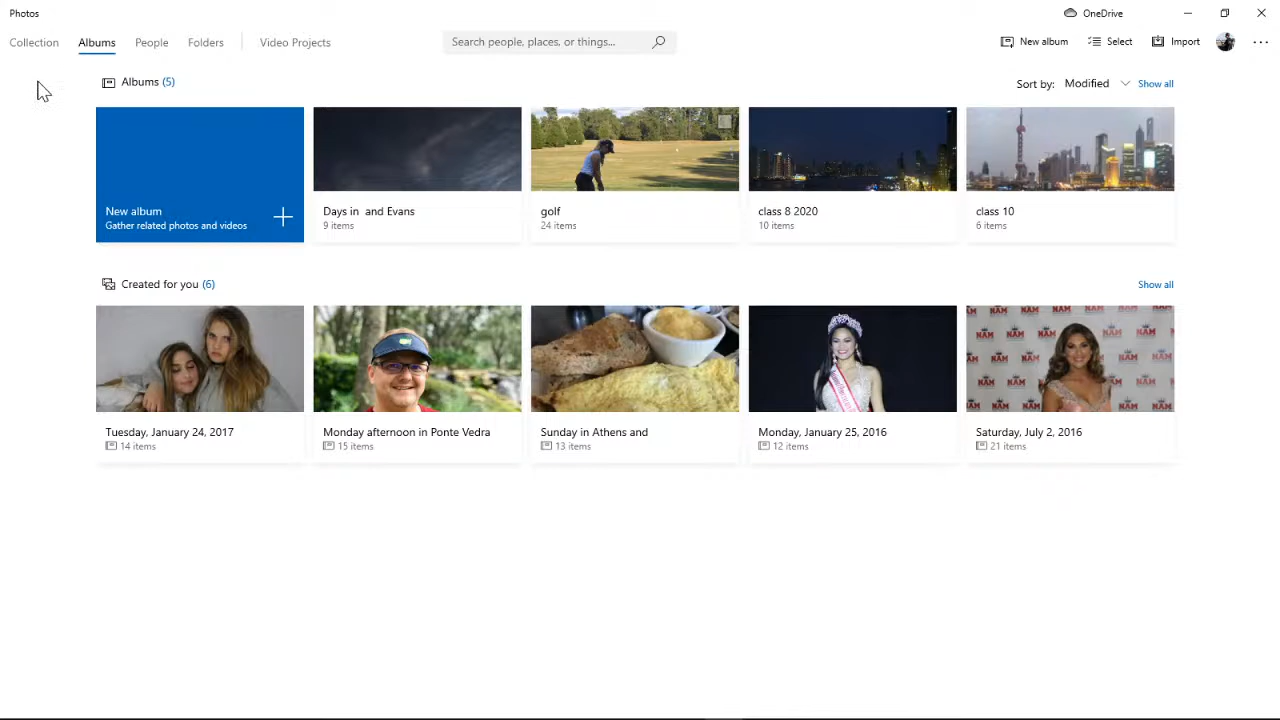 Photos
OneDrive
Collection
Albums
People
Folders
Video Projects
Search people, places, or things...
New album
Select
Import
Albums (5)
Sort by: Modified
Show all
New album
Gather related photos and videos
Days in  and Evans
9 items
golf
24 items
class 8 2020
10 items
class 10
6 items
Created for you (6)
Show all
Tuesday, January 24, 2017
14 items
Monday afternoon in Ponte Vedra
15 items
Sunday in Athens and
13 items
Monday, January 25, 2016
12 items
NAM NAM NAM NAM
Saturday, July 2, 2016
21 items